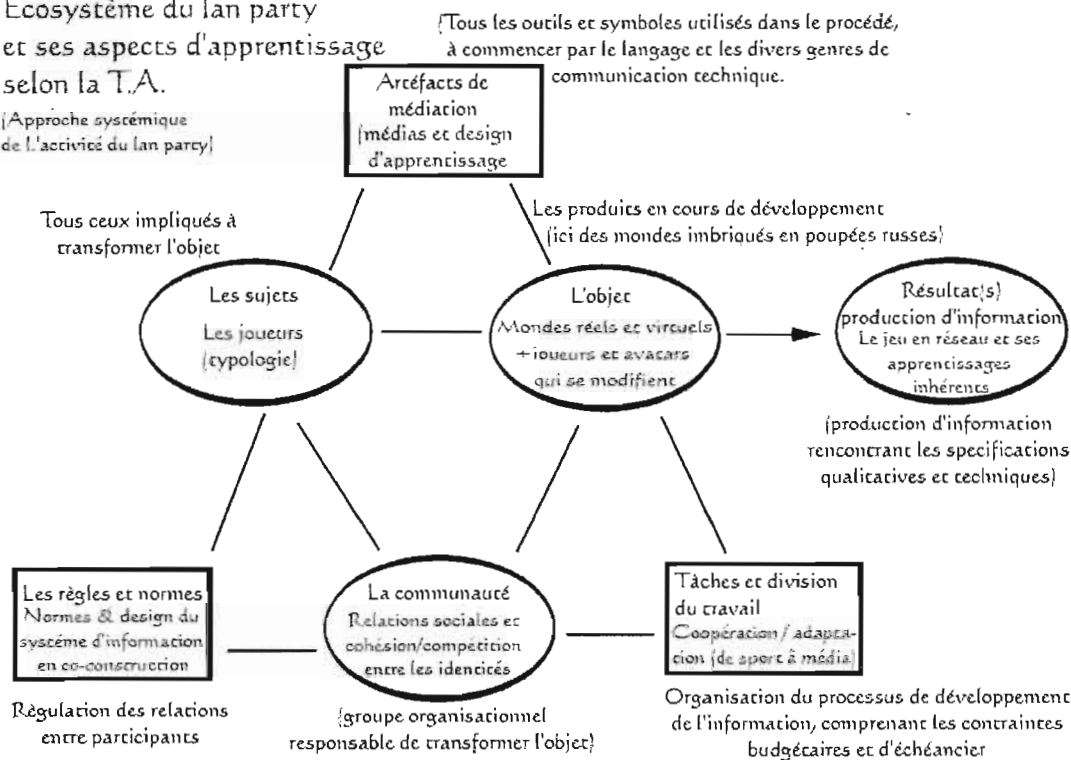 Écosystème du lan party
et ses aspects d'apprentissage
selon la T.A.
(Approche systémique
de L'activité du lan party)
(Tous les outils et symboles utilisés dans le procédé,
à commencer par le langage et les divers genres de
communication technique.
Artéfacts de
médiation
(médias et design
d'apprentissage
Tous ceux impliqués à
transformer l'objet
Les produits en cours de développement
(ici des mondes imbriqués en poupées russes)
Les sujets
Les joueurs
(typologie)
L'objet
Mondes réels et virtuels
+joueurs et avatars
qui se modifient
Résultat(s)
production d'information
Le jeu en réseau et ses
apprentissages
inhérents
(production d'information
rencontrant les specifications
qualitatives et techniques)
Les règles et normes
Normes & design du
système d'information
en co-construction
Règulation des relations
entre participants
La communauté
Relations sociales et
cohésion/compétition
entre les identités
(groupe organisationnel
responsable de transformer l'objet)
Tâches et division
du travail
Coopération / adapta-
tion (de sport à média)
Organisation du processus de développement
de l'information, comprenant les contraintes
budgétaires et d'échéancier